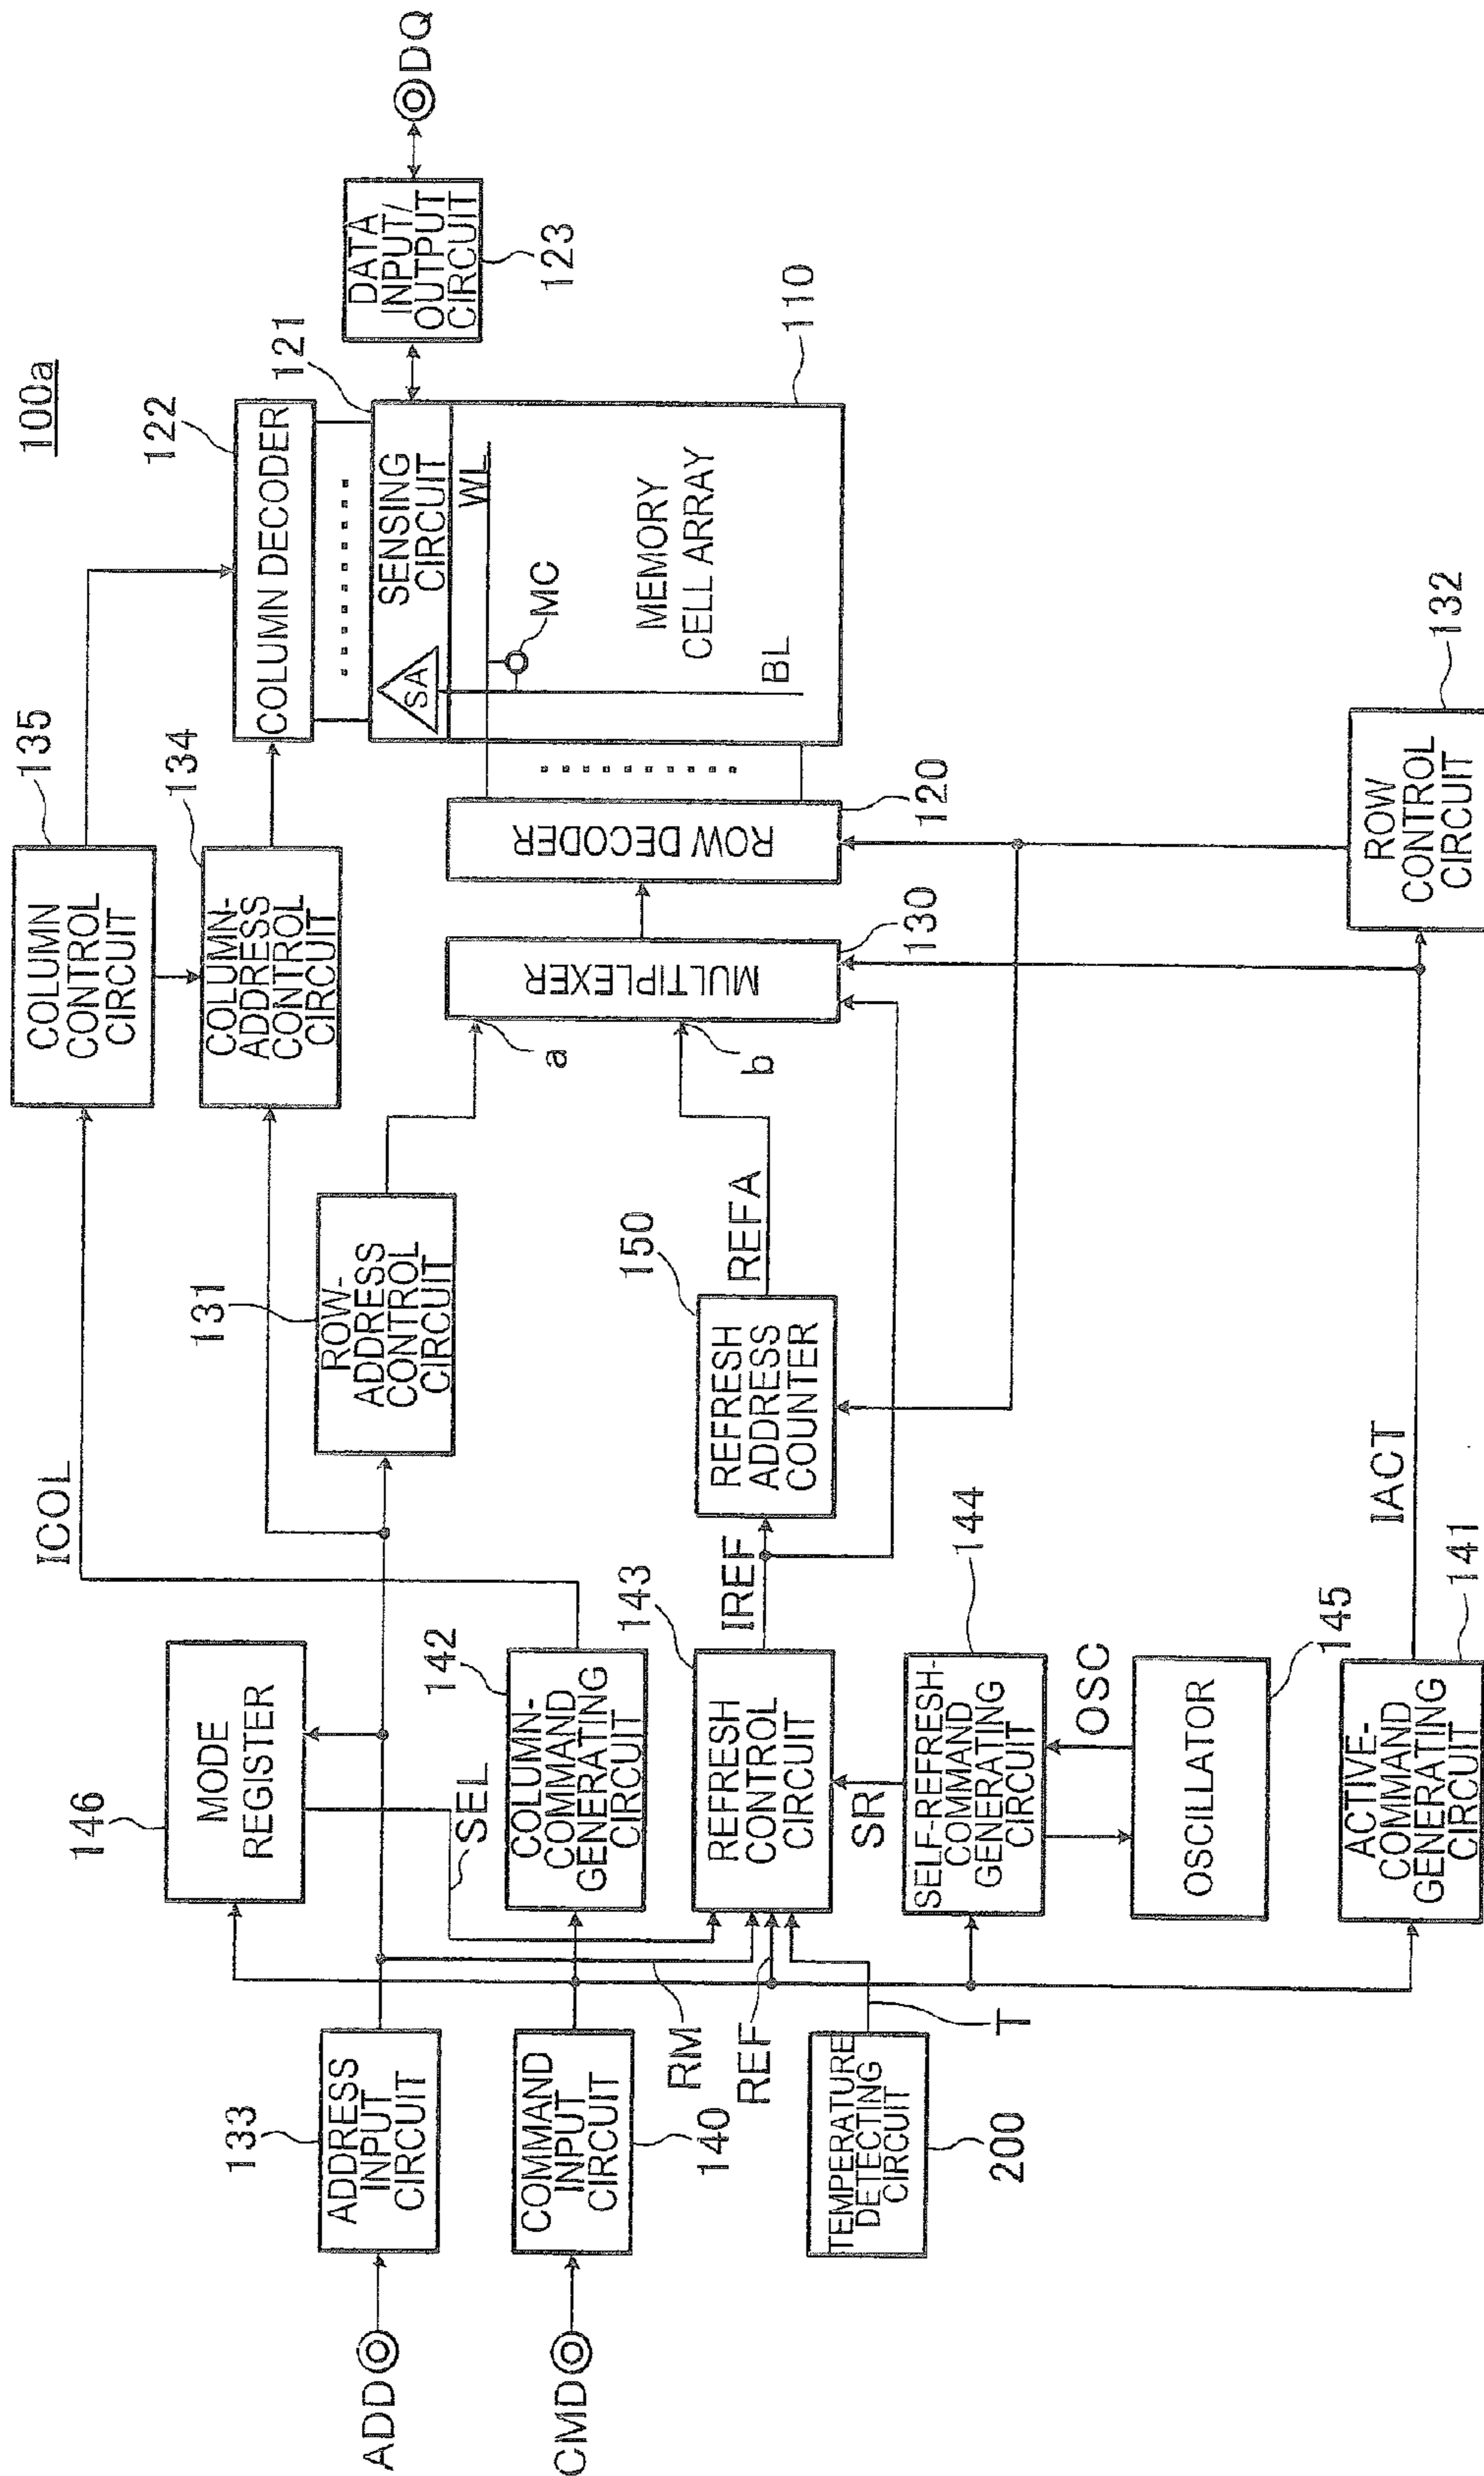 100a
135
COLUMN
CONTROL
CIRCUIT
122
COLUMN DECODER
134
COLUMN-
ADDRESS
CONTROL
CIRCUIT
121
SENSING
CIRCUIT
SA
WL
MC
BL
MEMORY
CELL ARRAY
110
DATA
INPUT/
OUTPUT
CIRCUIT
123
DQ
ICOL
146
MODE
REGISTER
131
ROW-
ADDRESS
CONTROL
CIRCUIT
a
b
MULTIPLEXER
130
ROW DECODER
120
ADD
133
ADDRESS
INPUT
CIRCUIT
SEL
142
COLUMN-
COMMAND
GENERATING
CIRCUIT
CMD
COMMAND
INPUT
CIRCUIT
140
RM
REF
143
REFRESH
CONTROL
CIRCUIT
IREF
150
REFRESH
ADDRESS
COUNTER
REFA
TEMPERATURE
DETECTING
CIRCUIT
200
T
SR
144
SELF-REFRESH-
COMMAND
GENERATING
CIRCUIT
OSC
OSCILLATOR
145
ACTIVE-
COMMAND
GENERATING
CIRCUIT
141
IACT
ROW
CONTROL
CIRCUIT
132